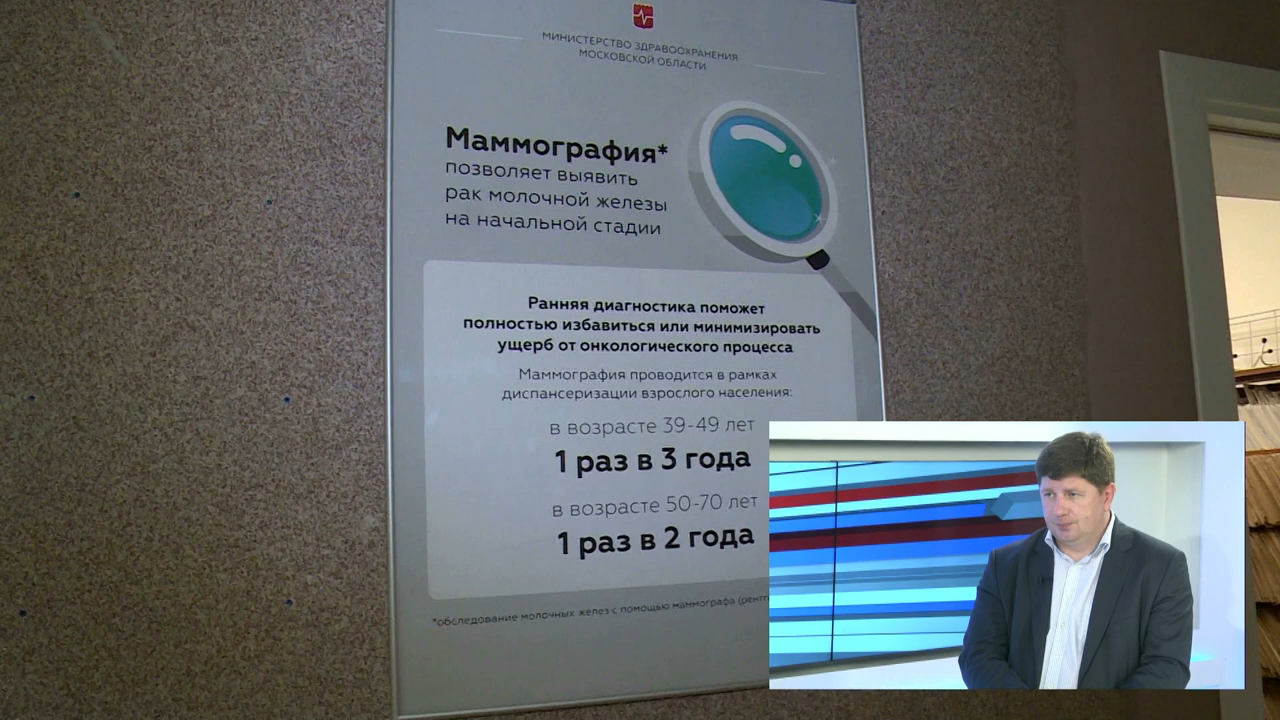 МИНИСТЕРСТВО ЗДРАВООХРАНЕНИЯ
МОСКОВСКОЙ ОБЛАСТИ
Маммография*
позволяет выявить
рак молочной железы
на начальной стадии
Ранняя диагностика поможет
полностью избавиться или минимизировать
ущерб от онкологического процесса
Маммография проводится в рамках
диспансеризации взрослого населения:
в возрасте 39-49 лет
1 раз в 3 года
в возрасте 50-70 лет
1 раз в 2 года
*обследование молочных желез с помощью маммографа